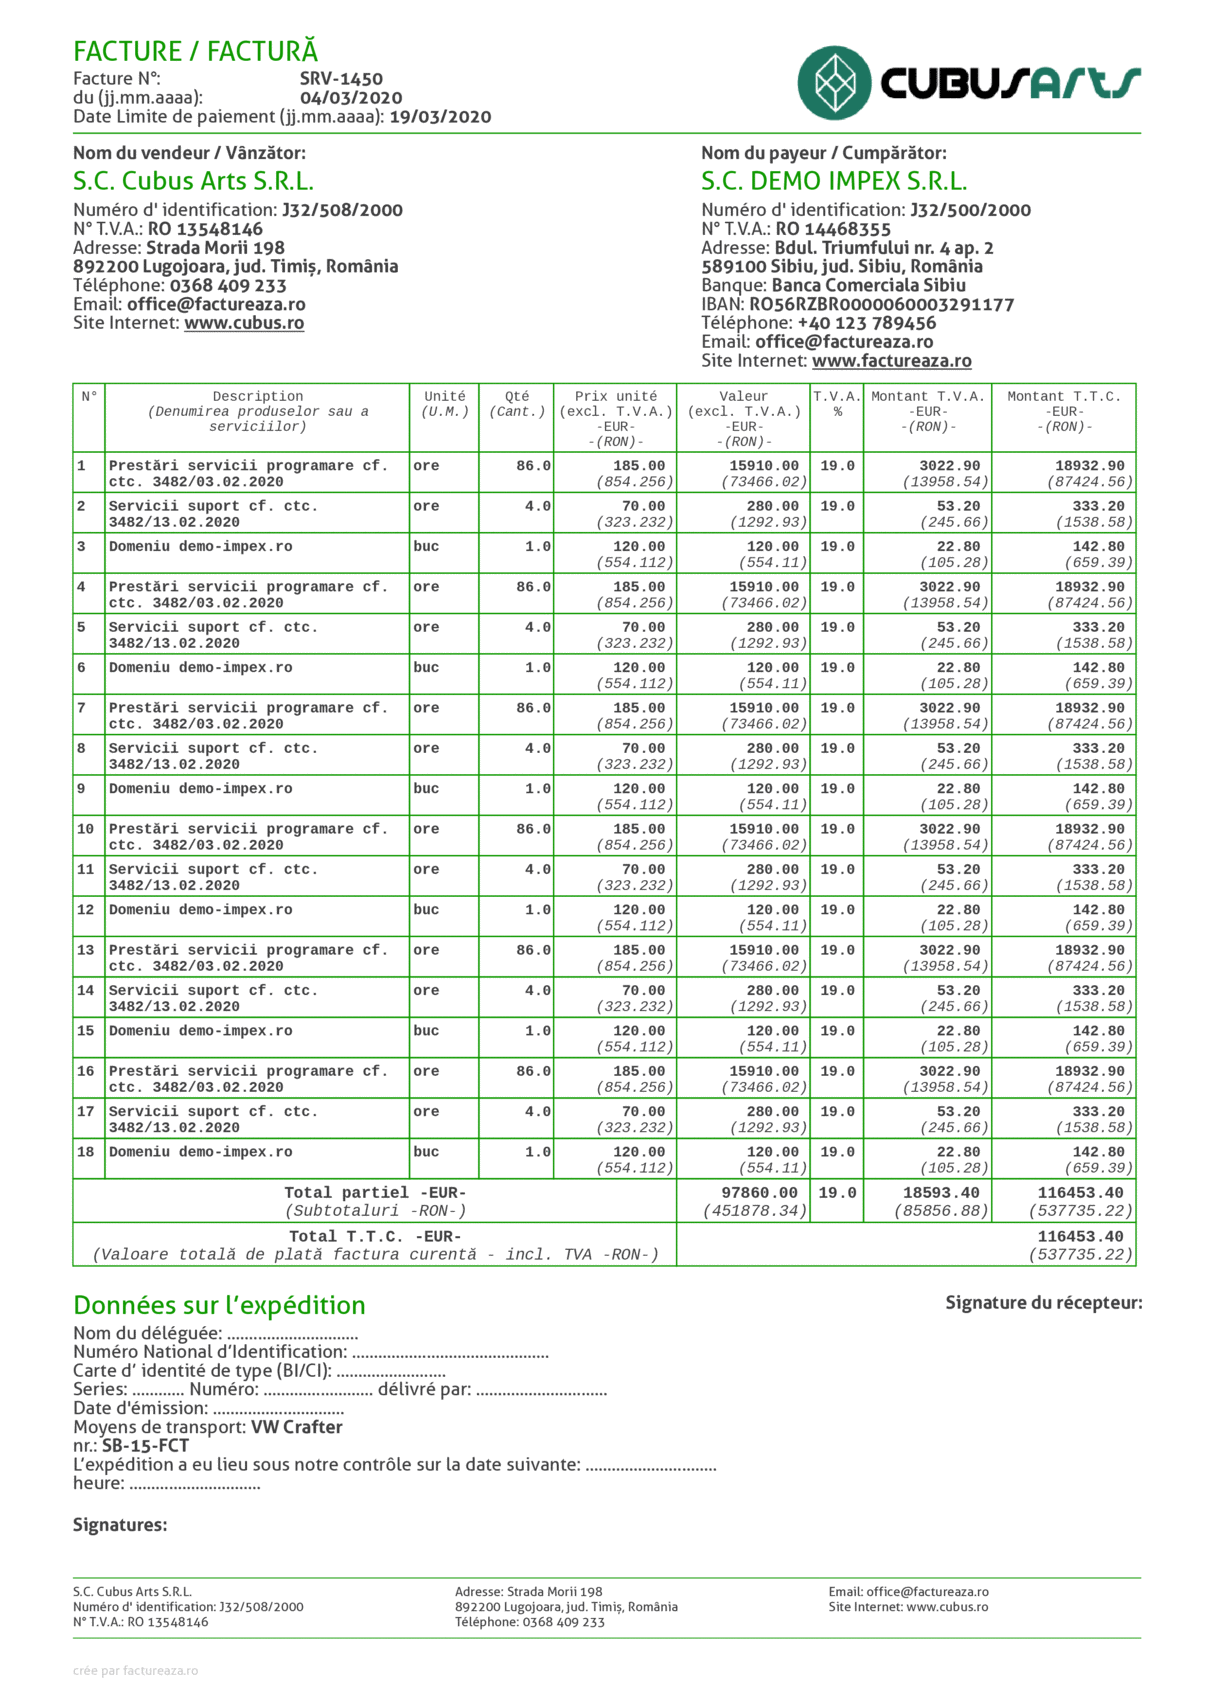 FACTURE / FACTURĂ
Facture N°: SRV-1450
du (jj.mm.aaaa): 04/03/2020
Date Limite de paiement (jj.mm.aaaa): 19/03/2020
CUBUSARTS
Nom du vendeur / Vânzător:
S.C. Cubus Arts S.R.L.
Numéro d' identification: J32/508/2000
N° T.V.A.: RO 13548146
Adresse: Strada Morii 198
892200 Lugojoara, jud. Timiș, România
Téléphone: 0368 409 233
Email: office@factureaza.ro
Site Internet: www.cubus.ro
Nom du payeur / Cumpărător:
S.C. DEMO IMPEX S.R.L.
Numéro d' identification: J32/500/2000
N° T.V.A.: RO 14468355
Adresse: Bdul. Triumfului nr. 4 ap. 2
589100 Sibiu, jud. Sibiu, România
Banque: Banca Comerciala Sibiu
IBAN: RO56RZBR0000060003291177
Téléphone: +40 123 789456
Email: office@factureaza.ro
Site Internet: www.factureaza.ro
N° Description Unité Qté Prix unité Valeur T.V.A. Montant T.V.A. Montant T.T.C.
(Denumirea produselor sau a (U.M.) (Cant.) (excl. T.V.A.) (excl. T.V.A.) % -EUR- -EUR-
serviciilor) -EUR- -EUR- -(RON)- -(RON)-
-(RON)- -(RON)-
1 Prestări servicii programare cf. ore 86.0 185.00 15910.00 19.0 3022.90 18932.90
ctc. 3482/03.02.2020 (854.256) (73466.02) (13958.54) (87424.56)
2 Servicii suport cf. ctc. ore 4.0 70.00 280.00 19.0 53.20 333.20
3482/13.02.2020 (323.232) (1292.93) (245.66) (1538.58)
3 Domeniu demo-impex.ro buc 1.0 120.00 120.00 19.0 22.80 142.80
(554.112) (554.11) (105.28) (659.39)
4 Prestări servicii programare cf. ore 86.0 185.00 15910.00 19.0 3022.90 18932.90
ctc. 3482/03.02.2020 (854.256) (73466.02) (13958.54) (87424.56)
5 Servicii suport cf. ctc. ore 4.0 70.00 280.00 19.0 53.20 333.20
3482/13.02.2020 (323.232) (1292.93) (245.66) (1538.58)
6 Domeniu demo-impex.ro buc 1.0 120.00 120.00 19.0 22.80 142.80
(554.112) (554.11) (105.28) (659.39)
7 Prestări servicii programare cf. ore 86.0 185.00 15910.00 19.0 3022.90 18932.90
ctc. 3482/03.02.2020 (854.256) (73466.02) (13958.54) (87424.56)
8 Servicii suport cf. ctc. ore 4.0 70.00 280.00 19.0 53.20 333.20
3482/13.02.2020 (323.232) (1292.93) (245.66) (1538.58)
9 Domeniu demo-impex.ro buc 1.0 120.00 120.00 19.0 22.80 142.80
(554.112) (554.11) (105.28) (659.39)
10 Prestări servicii programare cf. ore 86.0 185.00 15910.00 19.0 3022.90 18932.90
ctc. 3482/03.02.2020 (854.256) (73466.02) (13958.54) (87424.56)
11 Servicii suport cf. ctc. ore 4.0 70.00 280.00 19.0 53.20 333.20
3482/13.02.2020 (323.232) (1292.93) (245.66) (1538.58)
12 Domeniu demo-impex.ro buc 1.0 120.00 120.00 19.0 22.80 142.80
(554.112) (554.11) (105.28) (659.39)
13 Prestări servicii programare cf. ore 86.0 185.00 15910.00 19.0 3022.90 18932.90
ctc. 3482/03.02.2020 (854.256) (73466.02) (13958.54) (87424.56)
14 Servicii suport cf. ctc. ore 4.0 70.00 280.00 19.0 53.20 333.20
3482/13.02.2020 (323.232) (1292.93) (245.66) (1538.58)
15 Domeniu demo-impex.ro buc 1.0 120.00 120.00 19.0 22.80 142.80
(554.112) (554.11) (105.28) (659.39)
16 Prestări servicii programare cf. ore 86.0 185.00 15910.00 19.0 3022.90 18932.90
ctc. 3482/03.02.2020 (854.256) (73466.02) (13958.54) (87424.56)
17 Servicii suport cf. ctc. ore 4.0 70.00 280.00 19.0 53.20 333.20
3482/13.02.2020 (323.232) (1292.93) (245.66) (1538.58)
18 Domeniu demo-impex.ro buc 1.0 120.00 120.00 19.0 22.80 142.80
(554.112) (554.11) (105.28) (659.39)
Total partiel -EUR- 97860.00 19.0 18593.40 116453.40
(Subtotaluri -RON-) (451878.34) (85856.88) (537735.22)
Total T.T.C. -EUR- 116453.40
(Valoare totală de plată factura curentă - incl. TVA -RON-) (537735.22)
Données sur l’expédition
Signature du récepteur:
Nom du déléguée: ..............................
Numéro National d’Identification: .............................................
Carte d’ identité de type (BI/CI): .........................
Series: ............ Numéro: ......................... délivré par: ..............................
Date d'émission: ..............................
Moyens de transport: VW Crafter
nr.: SB-15-FCT
L’expédition a eu lieu sous notre contrôle sur la date suivante: ..............................
heure: ..............................
Signatures:
S.C. Cubus Arts S.R.L.
Numéro d' identification: J32/508/2000
N° T.V.A.: RO 13548146
Adresse: Strada Morii 198
892200 Lugojoara, jud. Timiș, România
Téléphone: 0368 409 233
Email: office@factureaza.ro
Site Internet: www.cubus.ro
crée par factureaza.ro